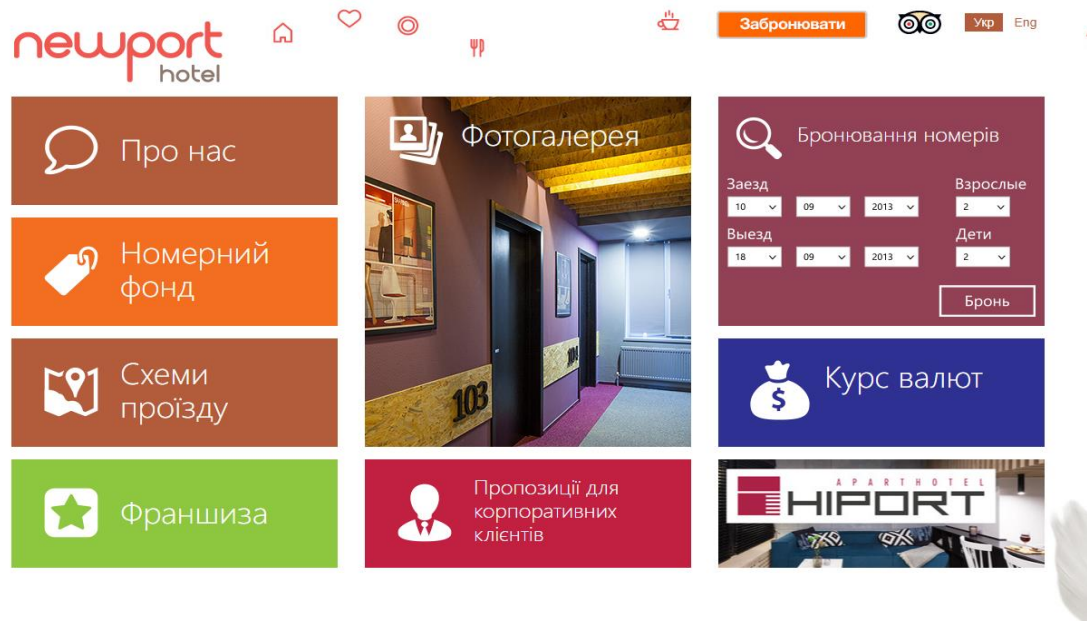 newport
hotel
Забронювати
Укр
Eng
Про нас
Номерний
фонд
Схеми
проїзду
Франшиза
Фотогалерея
103
Пропозиції для
корпоративних
клієнтів
Бронювання номерів
Заезд
Взрослые
10 09 2013 2
Выезд
Дети
18 09 2013 2
Бронь
Курс валют
$
APARTHOTEL
HIPORT